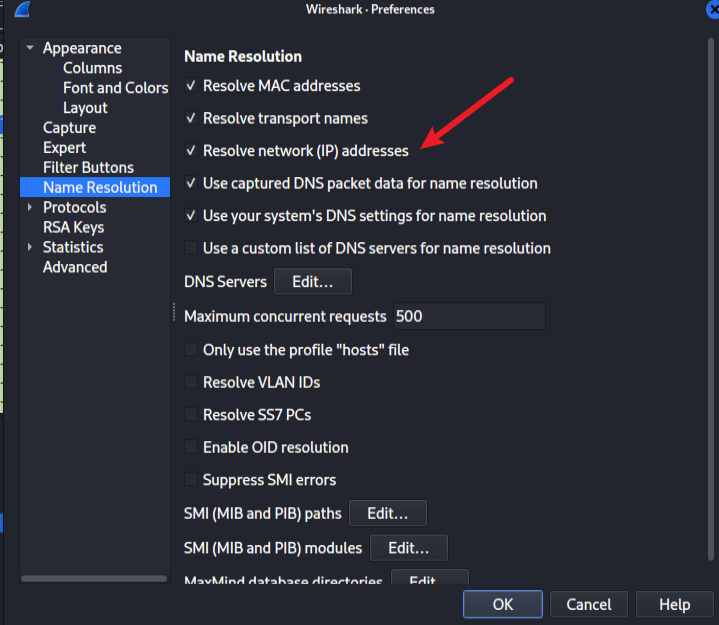 Wireshark · Preferences
Appearance
Columns
Font and Colors
Layout
Capture
Expert
Filter Buttons
Name Resolution
Protocols
RSA Keys
Statistics
Advanced
Name Resolution
Resolve MAC addresses
Resolve transport names
Resolve network (IP) addresses
Use captured DNS packet data for name resolution
Use your system's DNS settings for name resolution
Use a custom list of DNS servers for name resolution
DNS Servers Edit…
Maximum concurrent requests 500
Only use the profile "hosts" file
Resolve VLAN IDs
Resolve SS7 PCs
Enable OID resolution
Suppress SMI errors
SMI (MIB and PIB) paths Edit…
SMI (MIB and PIB) modules Edit…
MaxMind database directories Edit…
OK Cancel Help